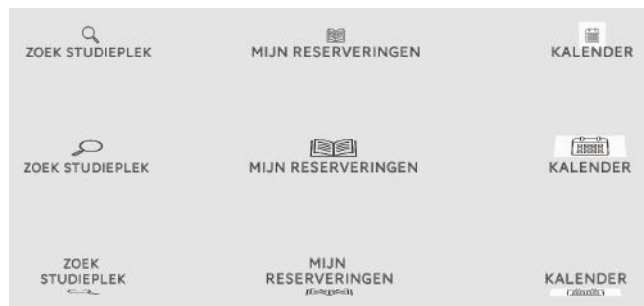 ZOEK STUDIEPLEK
MIJN RESERVERINGEN
KALENDER
ZOEK STUDIEPLEK
MIJN RESERVERINGEN
KALENDER
ZOEK
STUDIEPLEK
MIJN
RESERVERINGEN
KALENDER